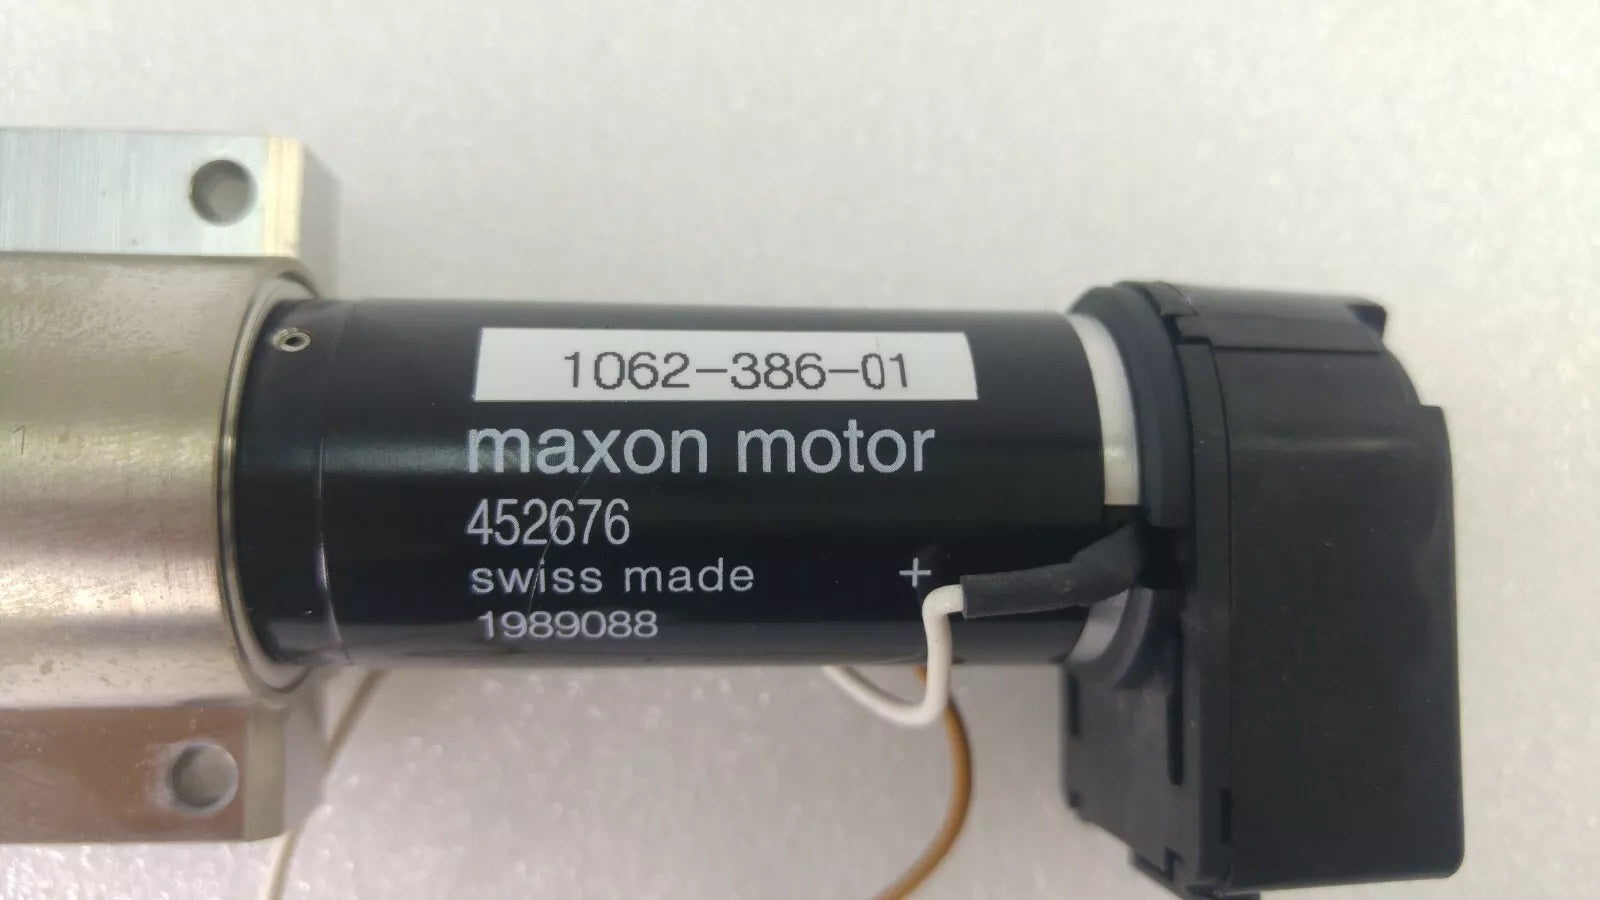 1062-386-01
maxon motor
452676
swiss made
+
1989088